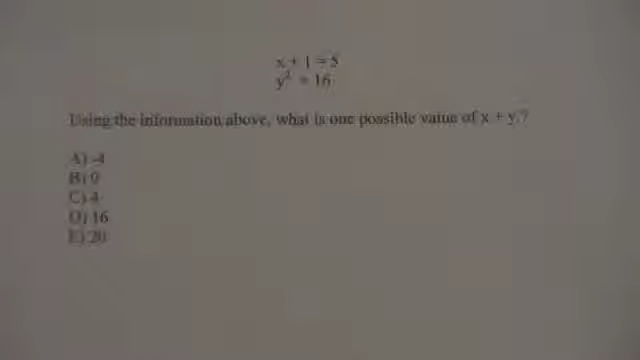 x + 1 = 5
y² = 16
Using the information above, what is one possible value of x + y?
A) -4
B) 0
C) 4
D) 16
E) 20